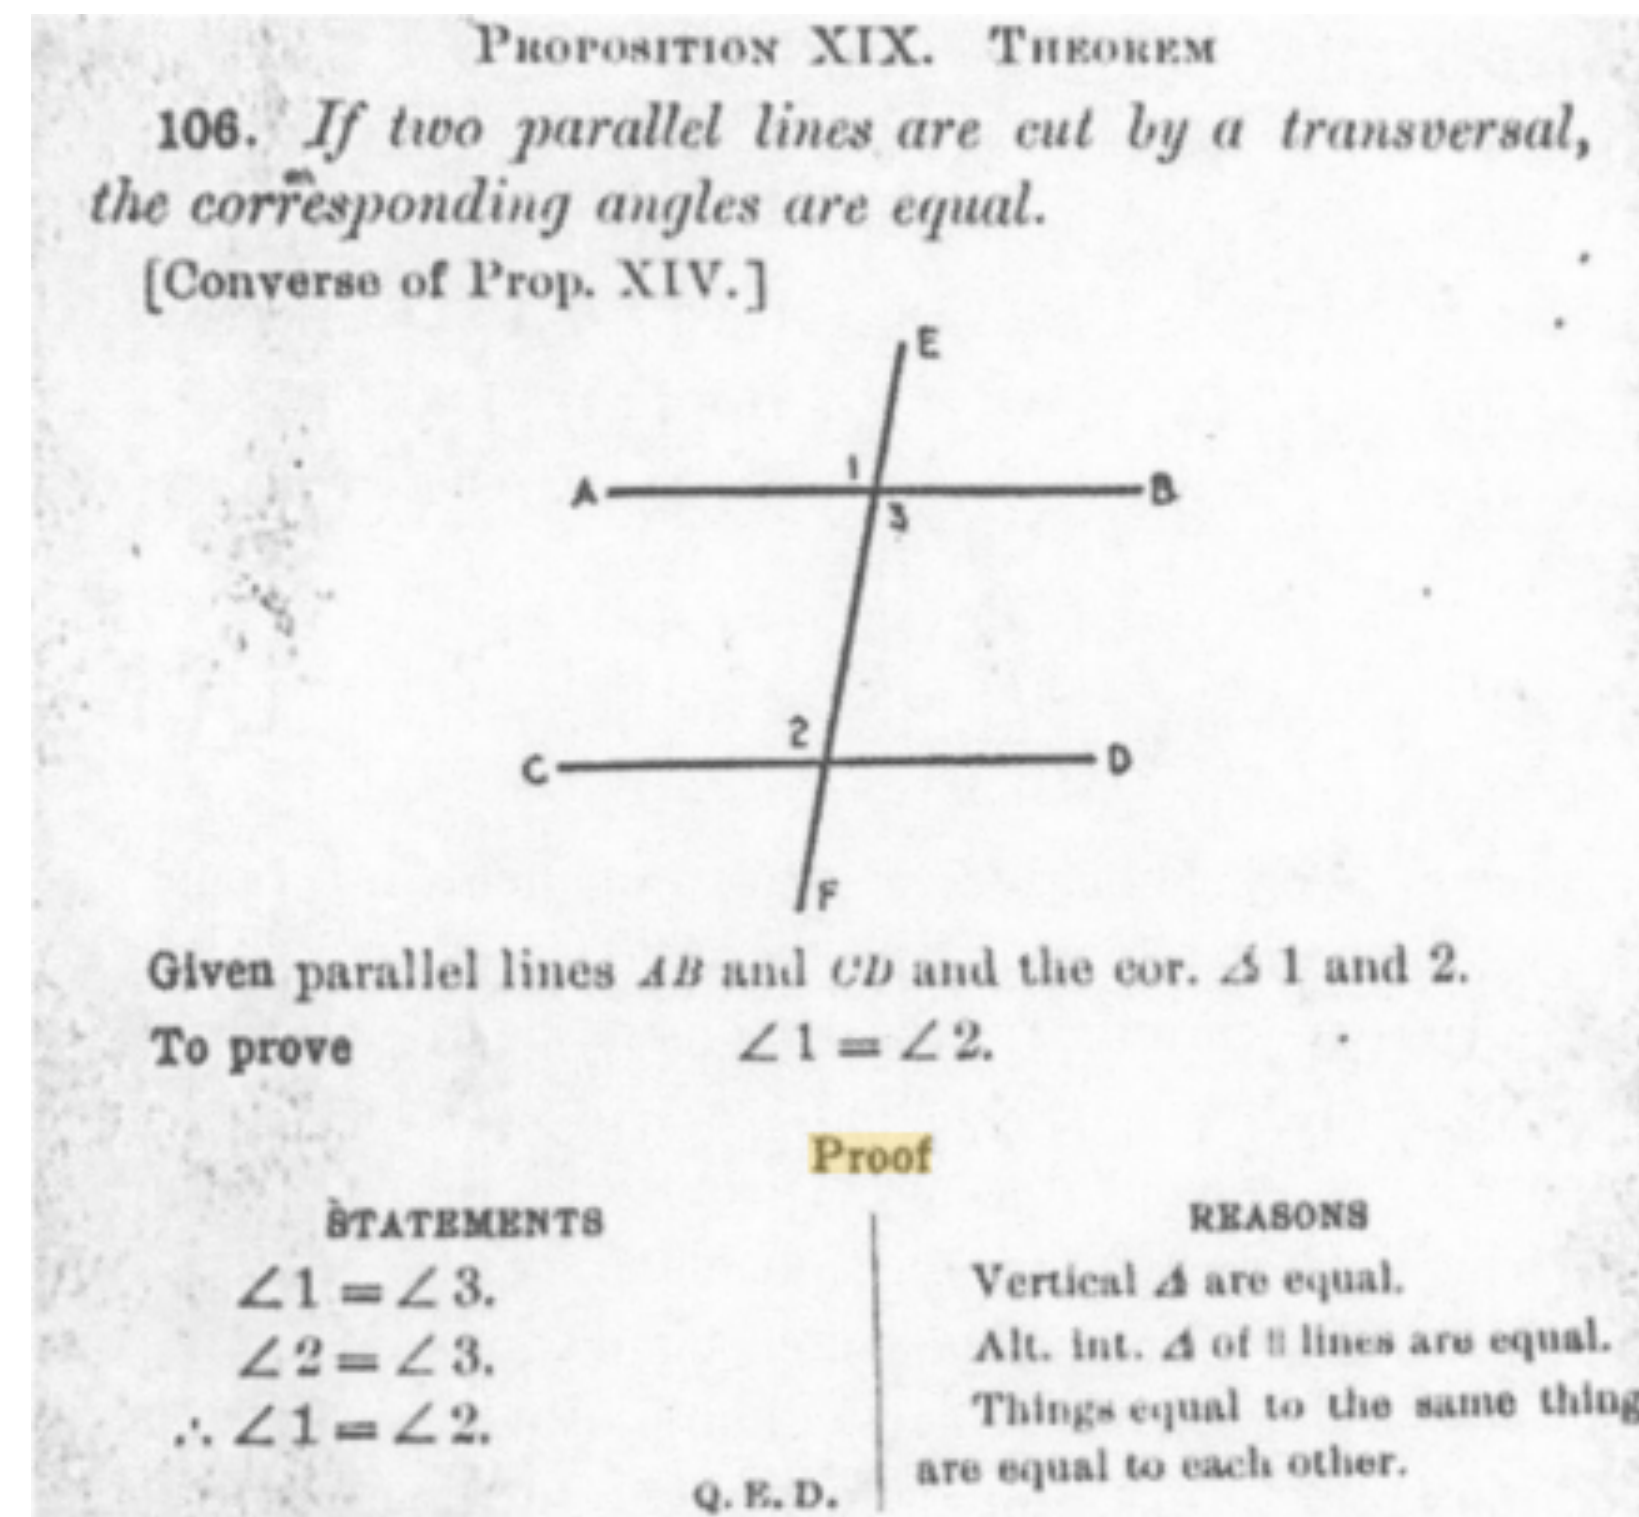 PROPOSITION XIX. THEOREM
106. If two parallel lines are cut by a transversal,
the corresponding angles are equal.
[Converse of Prop. XIV.]
E
1
A B
3
2
C D
F
Given parallel lines AB and CD and the cor. ∠s 1 and 2.
To prove ∠1 = ∠2.
Proof
STATEMENTS REASONS
∠1 = ∠3. Vertical ∠s are equal.
∠2 = ∠3. Alt. int. ∠s of ∥ lines are equal.
∴ ∠1 = ∠2. Things equal to the same thing
are equal to each other.
Q. E. D.